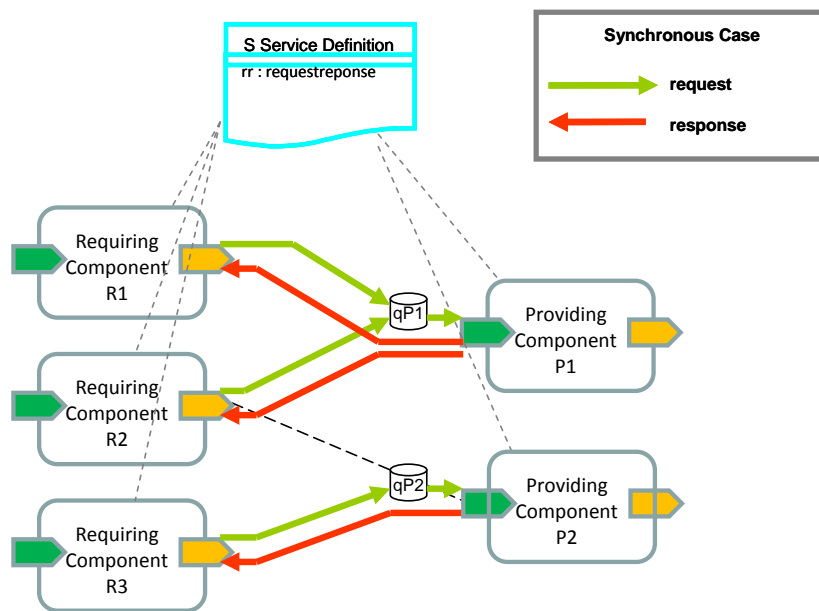 S Service Definition
rr : requestreponse
Synchronous Case
request
response
Requiring
Component
R1
qP1
Providing
Component
P1
Requiring
Component
R2
qP2
Providing
Component
P2
Requiring
Component
R3